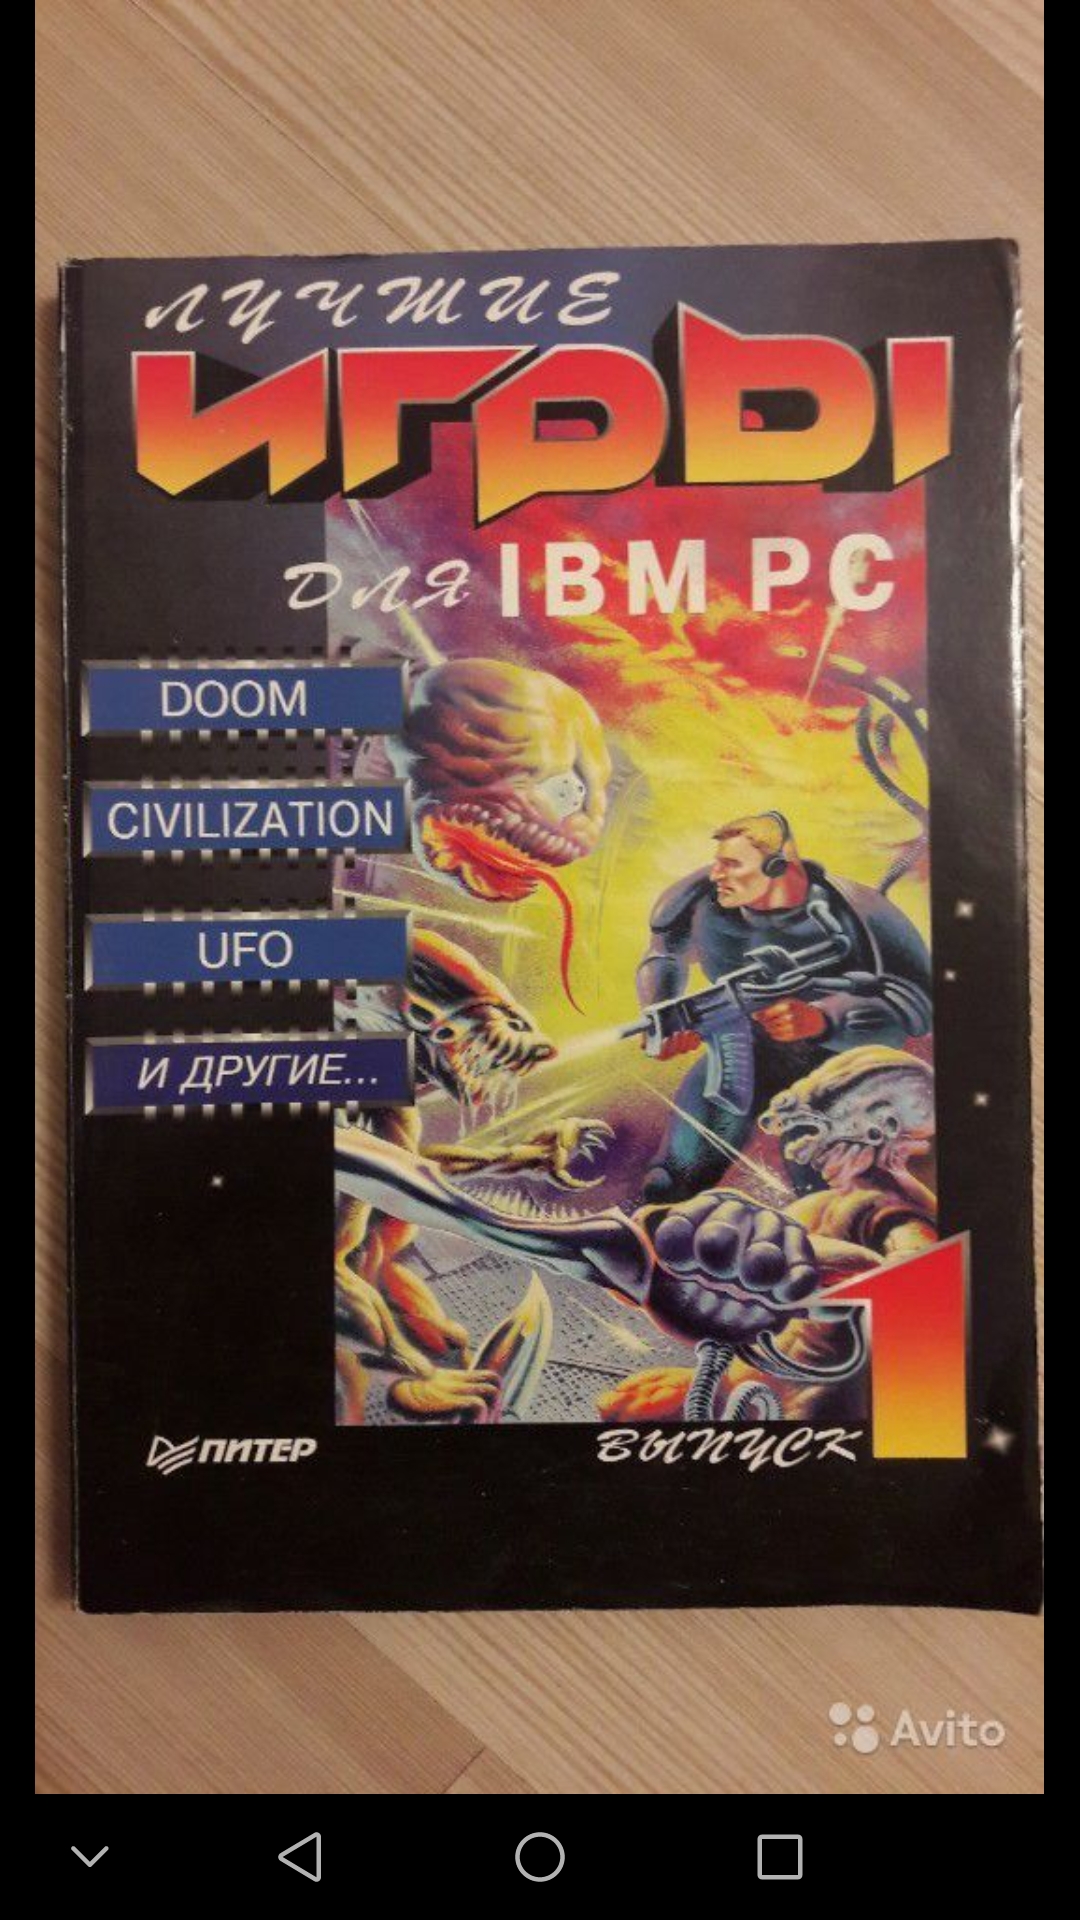 ЛУЧШИЕ
ИГРЫ
ДЛЯ IBM PC
DOOM
CIVILIZATION
UFO
И ДРУГИЕ...
ПИТЕР
ВЫПУСК 1
Avito